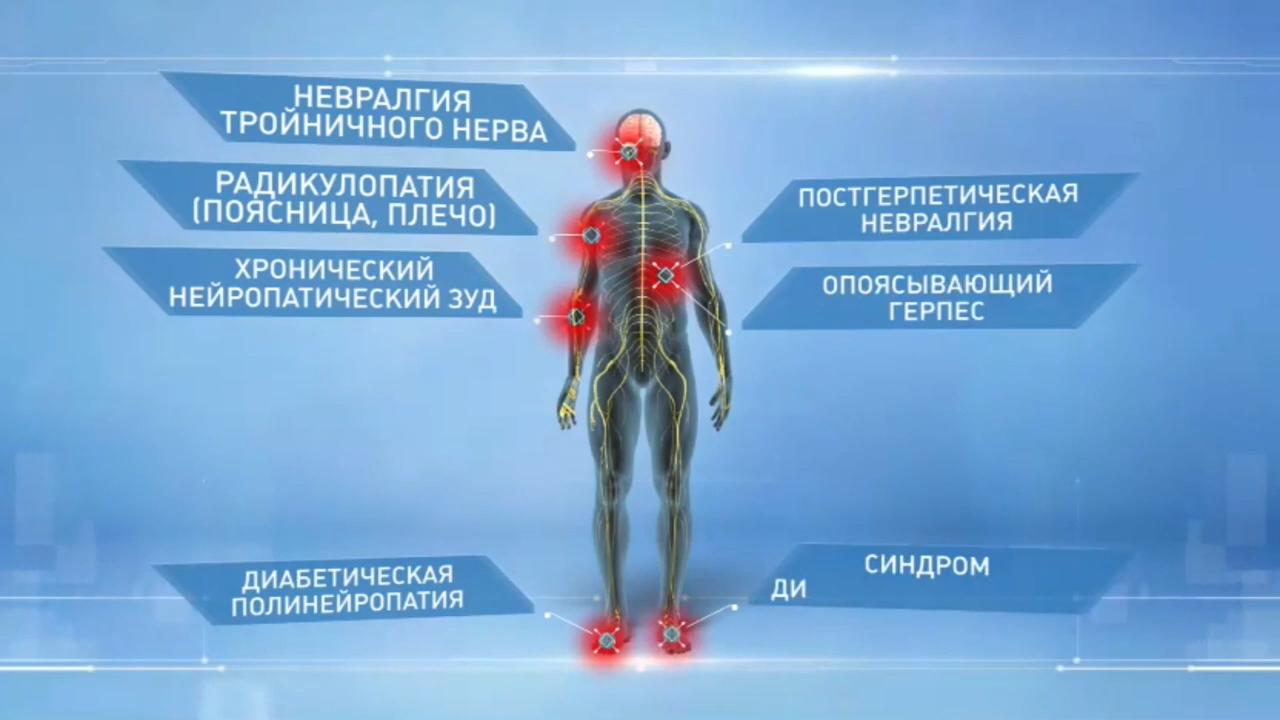 НЕВРАЛГИЯ
ТРОЙНИЧНОГО НЕРВА
РАДИКУЛОПАТИЯ
(ПОЯСНИЦА, ПЛЕЧО)
ХРОНИЧЕСКИЙ
НЕЙРОПАТИЧЕСКИЙ ЗУД
ПОСТГЕРПЕТИЧЕСКАЯ
НЕВРАЛГИЯ
ОПОЯСЫВАЮЩИЙ
ГЕРПЕС
ДИАБЕТИЧЕСКАЯ
ПОЛИНЕЙРОПАТИЯ
СИНДРОМ
ДИ